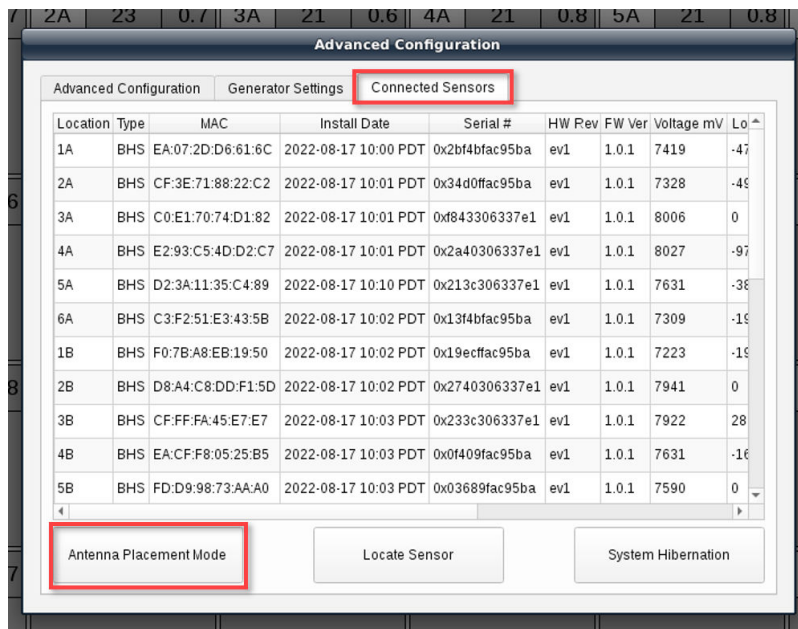 7 2A 23 0.7 3A 21 0.6 4A 21 0.8 5A 21 0.8
Advanced Configuration
Advanced Configuration Generator Settings Connected Sensors
Location Type MAC Install Date Serial # HW Rev FW Ver Voltage mV Lo
1A BHS EA:07:2D:D6:61:6C 2022-08-17 10:00 PDT 0x2bf4bfac95ba ev1 1.0.1 7419 -47
2A BHS CF:3E:71:88:22:C2 2022-08-17 10:01 PDT 0x34d0ffac95ba ev1 1.0.1 7328 -49
6
3A BHS C0:E1:70:74:D1:82 2022-08-17 10:01 PDT 0xf843306337e1 ev1 1.0.1 8006 0
4A BHS E2:93:C5:4D:D2:C7 2022-08-17 10:01 PDT 0x2a40306337e1 ev1 1.0.1 8027 -97
5A BHS D2:3A:11:35:C4:89 2022-08-17 10:10 PDT 0x213c306337e1 ev1 1.0.1 7631 -38
6A BHS C3:F2:51:E3:43:5B 2022-08-17 10:02 PDT 0x13f4bfac95ba ev1 1.0.1 7309 -19
1B BHS F0:7B:A8:EB:19:50 2022-08-17 10:02 PDT 0x19ecffac95ba ev1 1.0.1 7223 -19
8 2B BHS D8:A4:C8:DD:F1:5D 2022-08-17 10:02 PDT 0x2740306337e1 ev1 1.0.1 7941 0
3B BHS CF:FF:FA:45:E7:E7 2022-08-17 10:03 PDT 0x233c306337e1 ev1 1.0.1 7922 28
4B BHS EA:CF:F8:05:25:B5 2022-08-17 10:03 PDT 0x0f409fac95ba ev1 1.0.1 7631 -16
5B BHS FD:D9:98:73:AA:A0 2022-08-17 10:03 PDT 0x03689fac95ba ev1 1.0.1 7590 0
Antenna Placement Mode Locate Sensor System Hibernation
7